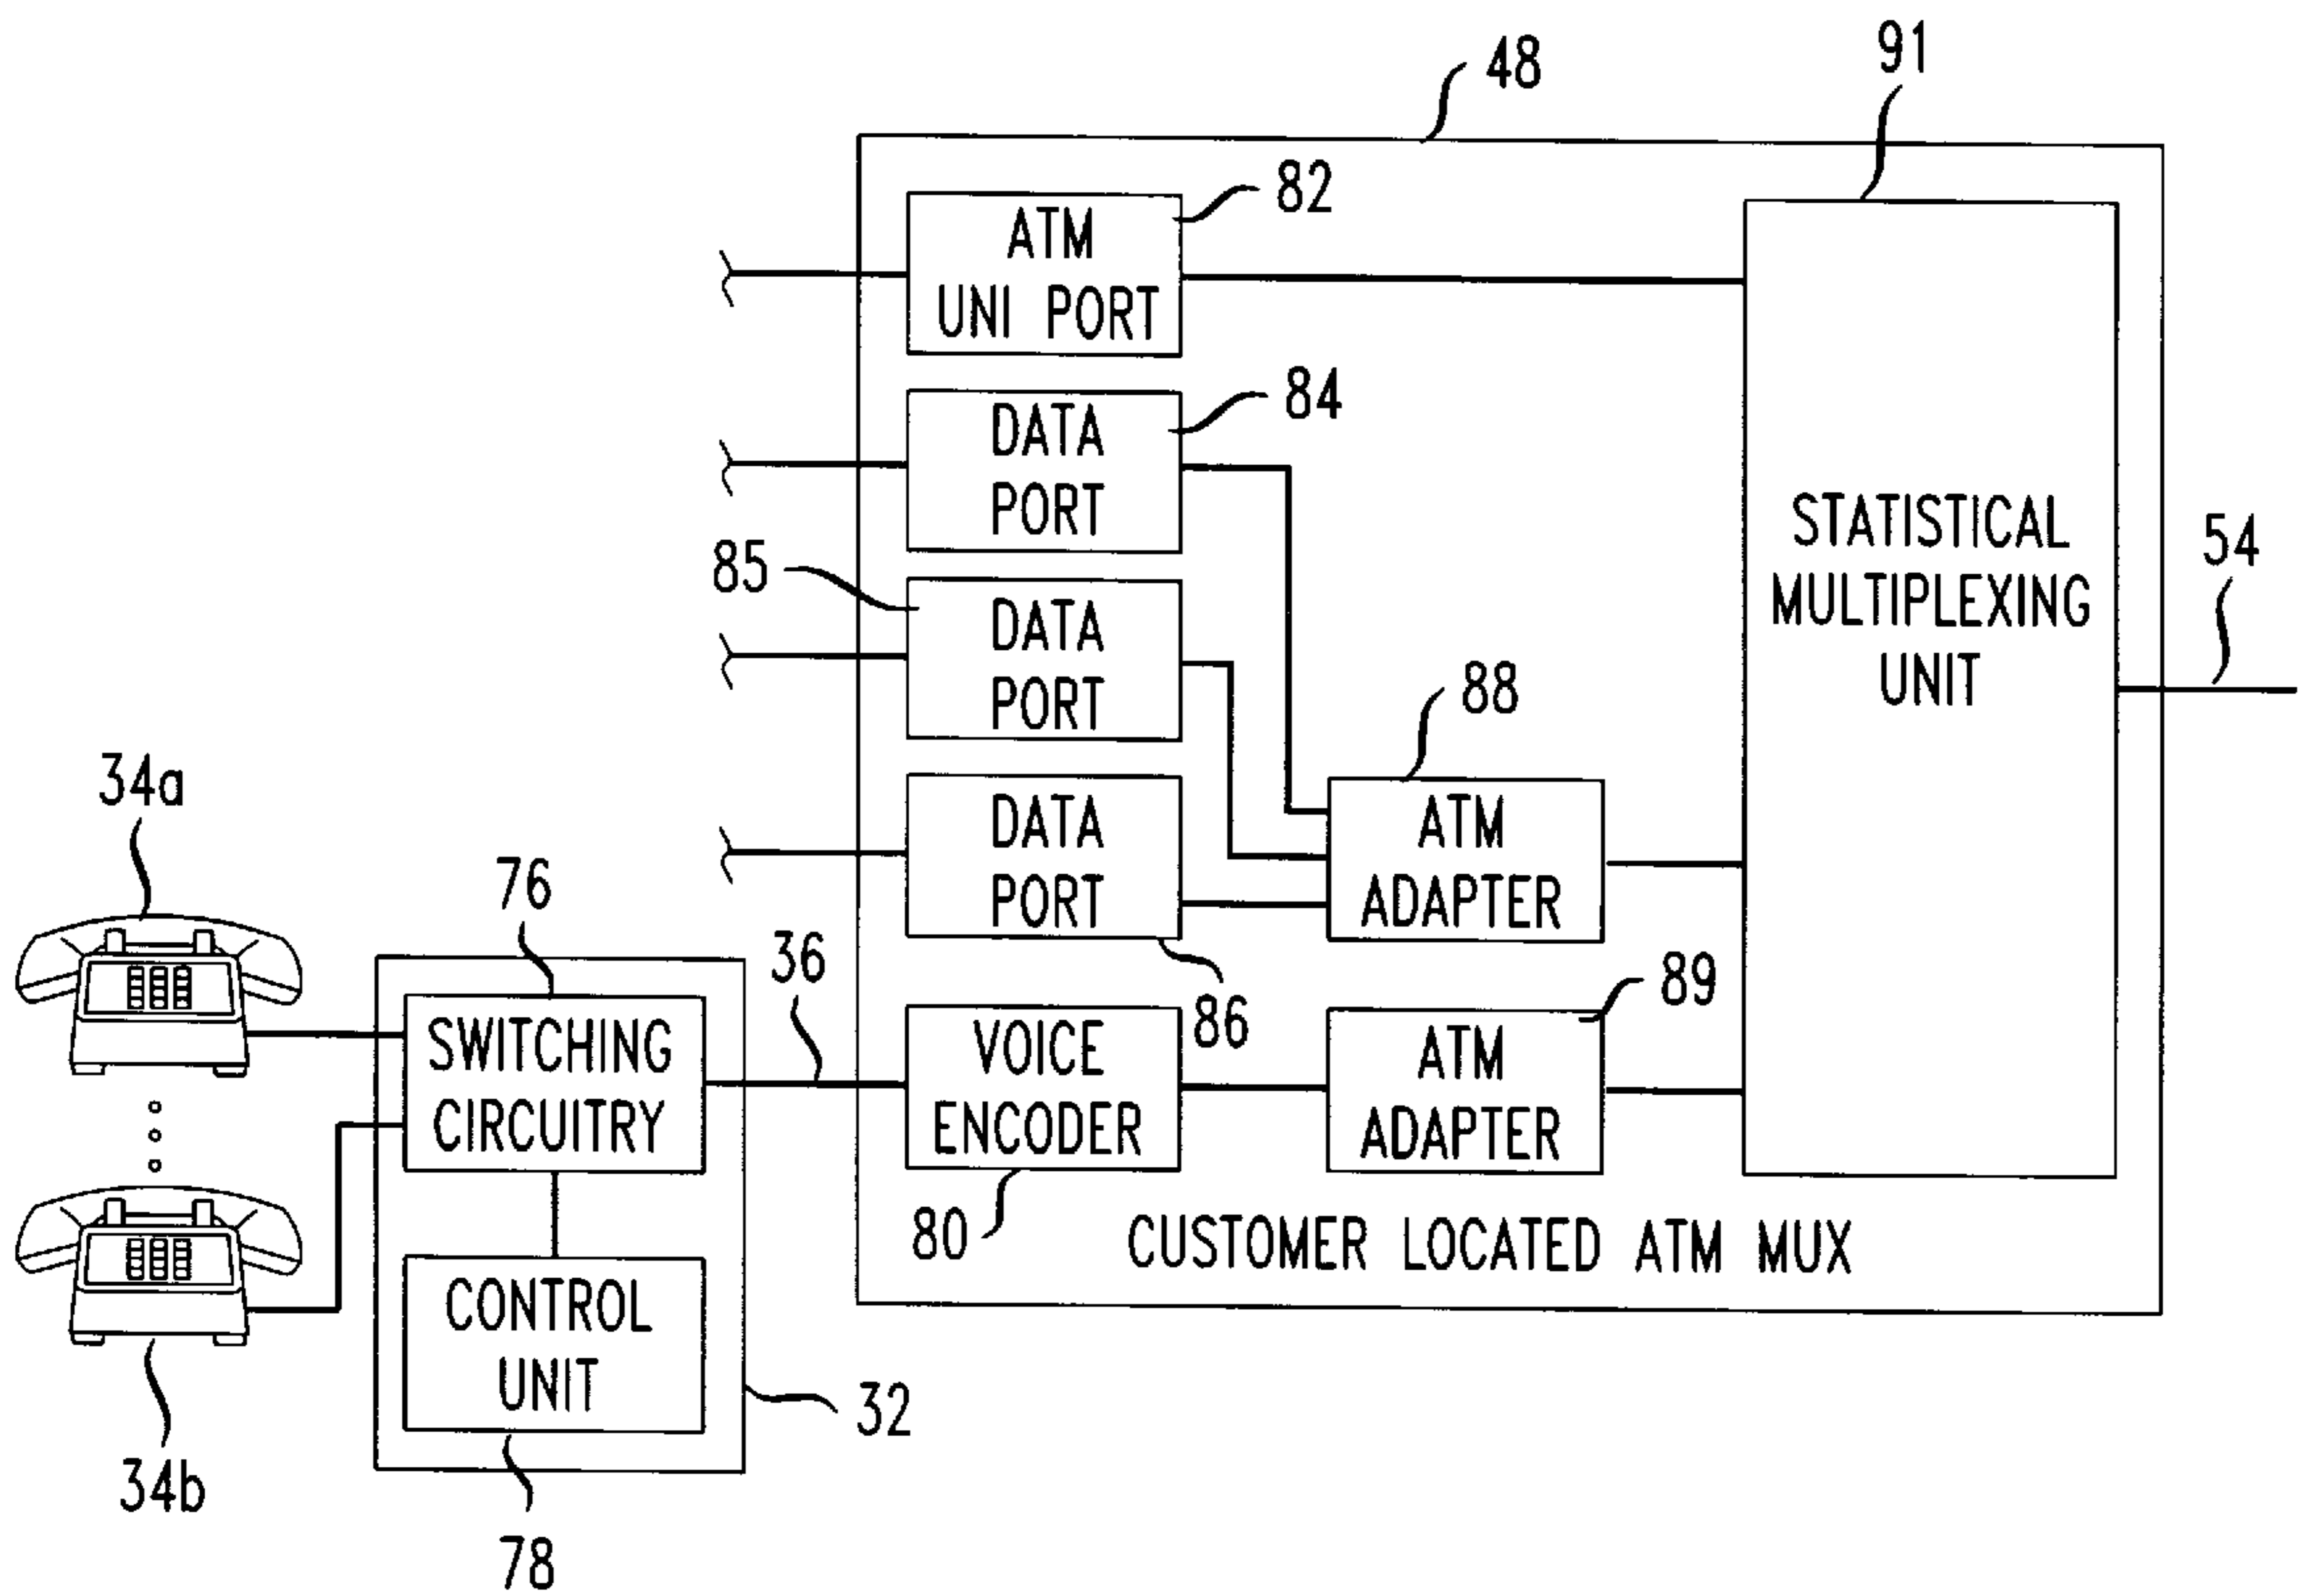 48
91
82
ATM
UNI PORT
84
DATA
PORT
85
DATA
PORT
STATISTICAL
MULTIPLEXING
UNIT
54
88
34a
DATA
PORT
ATM
ADAPTER
76
36
86
89
SWITCHING
CIRCUITRY
VOICE
ENCODER
ATM
ADAPTER
80
CUSTOMER LOCATED ATM MUX
CONTROL
UNIT
32
34b
78